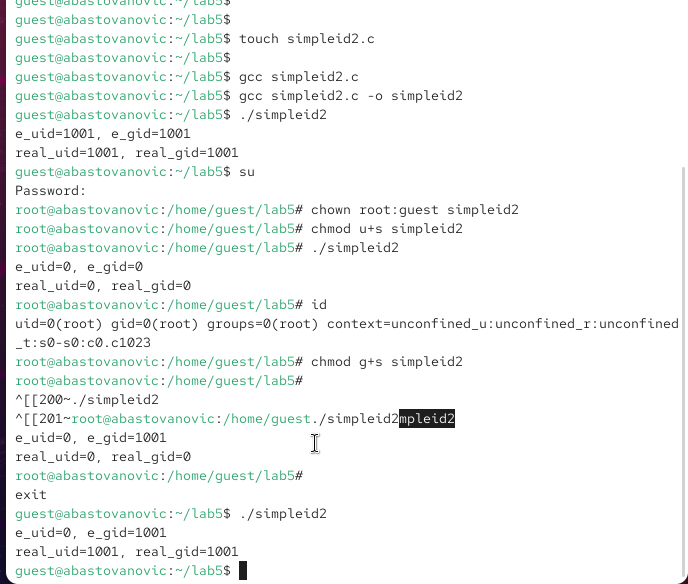 guest@abastovanovic:~/lab5$
guest@abastovanovic:~/lab5$
guest@abastovanovic:~/lab5$ touch simpleid2.c
guest@abastovanovic:~/lab5$
guest@abastovanovic:~/lab5$ gcc simpleid2.c
guest@abastovanovic:~/lab5$ gcc simpleid2.c -o simpleid2
guest@abastovanovic:~/lab5$ ./simpleid2
e_uid=1001, e_gid=1001
real_uid=1001, real_gid=1001
guest@abastovanovic:~/lab5$ su
Password:
root@abastovanovic:/home/guest/lab5# chown root:guest simpleid2
root@abastovanovic:/home/guest/lab5# chmod u+s simpleid2
root@abastovanovic:/home/guest/lab5# ./simpleid2
e_uid=0, e_gid=0
real_uid=0, real_gid=0
root@abastovanovic:/home/guest/lab5# id
uid=0(root) gid=0(root) groups=0(root) context=unconfined_u:unconfined_r:unconfined
_t:s0-s0:c0.c1023
root@abastovanovic:/home/guest/lab5# chmod g+s simpleid2
root@abastovanovic:/home/guest/lab5#
^[[200~./simpleid2
^[[201~root@abastovanovic:/home/guest./simpleid2mpleid2
e_uid=0, e_gid=1001
real_uid=0, real_gid=0
root@abastovanovic:/home/guest/lab5#
exit
guest@abastovanovic:~/lab5$ ./simpleid2
e_uid=0, e_gid=1001
real_uid=1001, real_gid=1001
guest@abastovanovic:~/lab5$